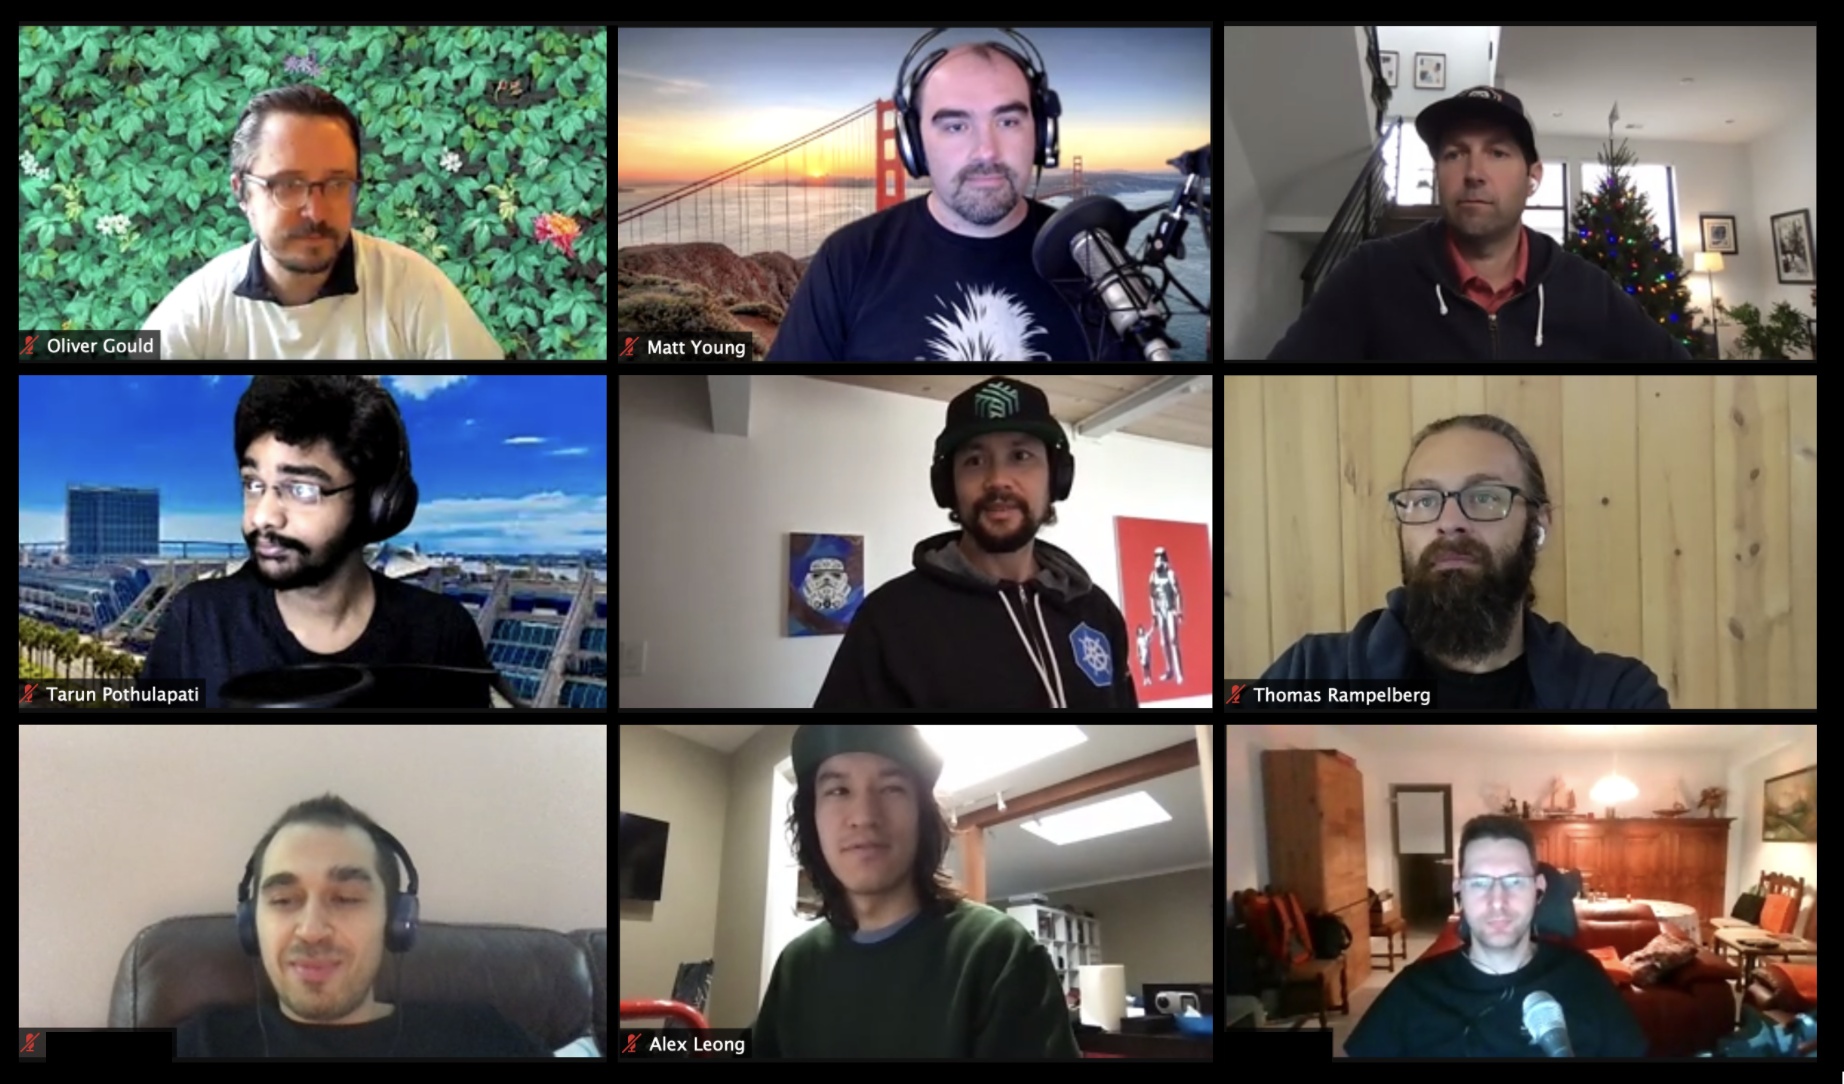 Oliver Gould
Matt Young
Tarun Pothulapati
Thomas Rampelberg
Alex Leong